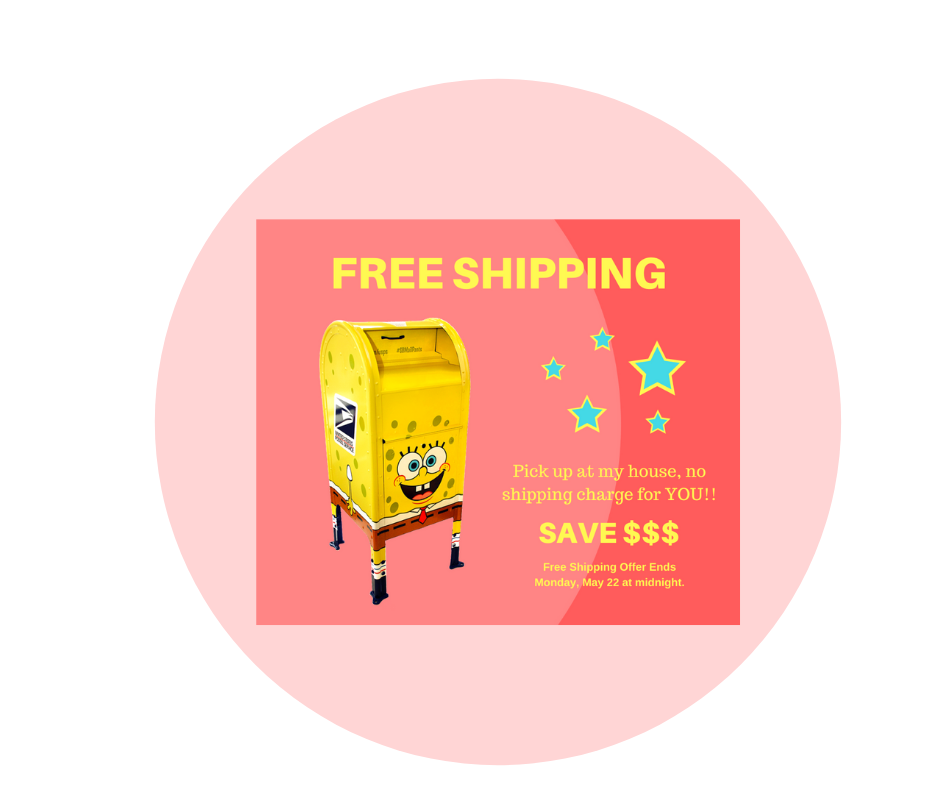 FREE SHIPPING
Pick up at my house, no
shipping charge for YOU!!
SAVE $$$
Free Shipping Offer Ends
Monday, May 22 at midnight.